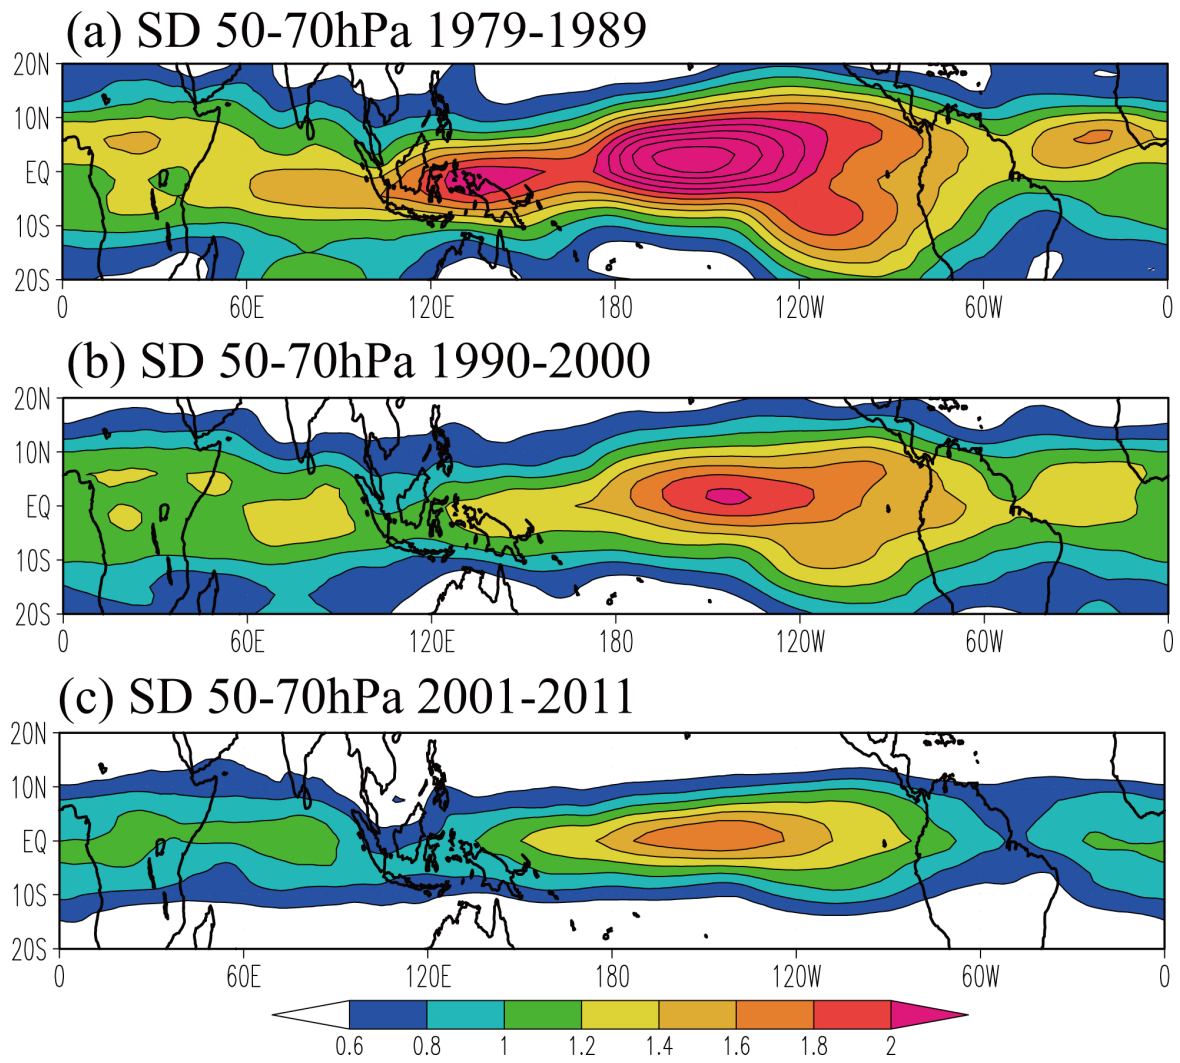 (a) SD 50-70hPa 1979-1989
20N
10N
EQ
10S
20S
0 60E 120E 180 120W 60W 0
(b) SD 50-70hPa 1990-2000
20N
10N
EQ
10S
20S
0 60E 120E 180 120W 60W 0
(c) SD 50-70hPa 2001-2011
20N
10N
EQ
10S
20S
0 60E 120E 180 120W 60W 0
0.6 0.8 1 1.2 1.4 1.6 1.8 2